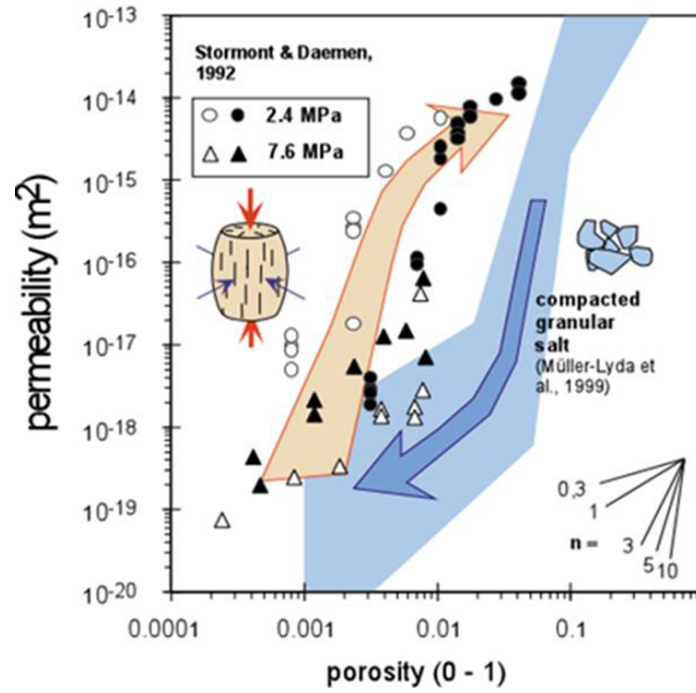 Stormont & Daemen,
1992
2.4 MPa
7.6 MPa
permeability (m²)
10⁻¹³
10⁻¹⁴
10⁻¹⁵
10⁻¹⁶
10⁻¹⁷
10⁻¹⁸
10⁻¹⁹
10⁻²⁰
compacted
granular
salt
(Müller-Lyda et
al., 1999)
0,3
1
n =
3
5
10
0.0001
0.001
0.01
0.1
porosity (0 - 1)